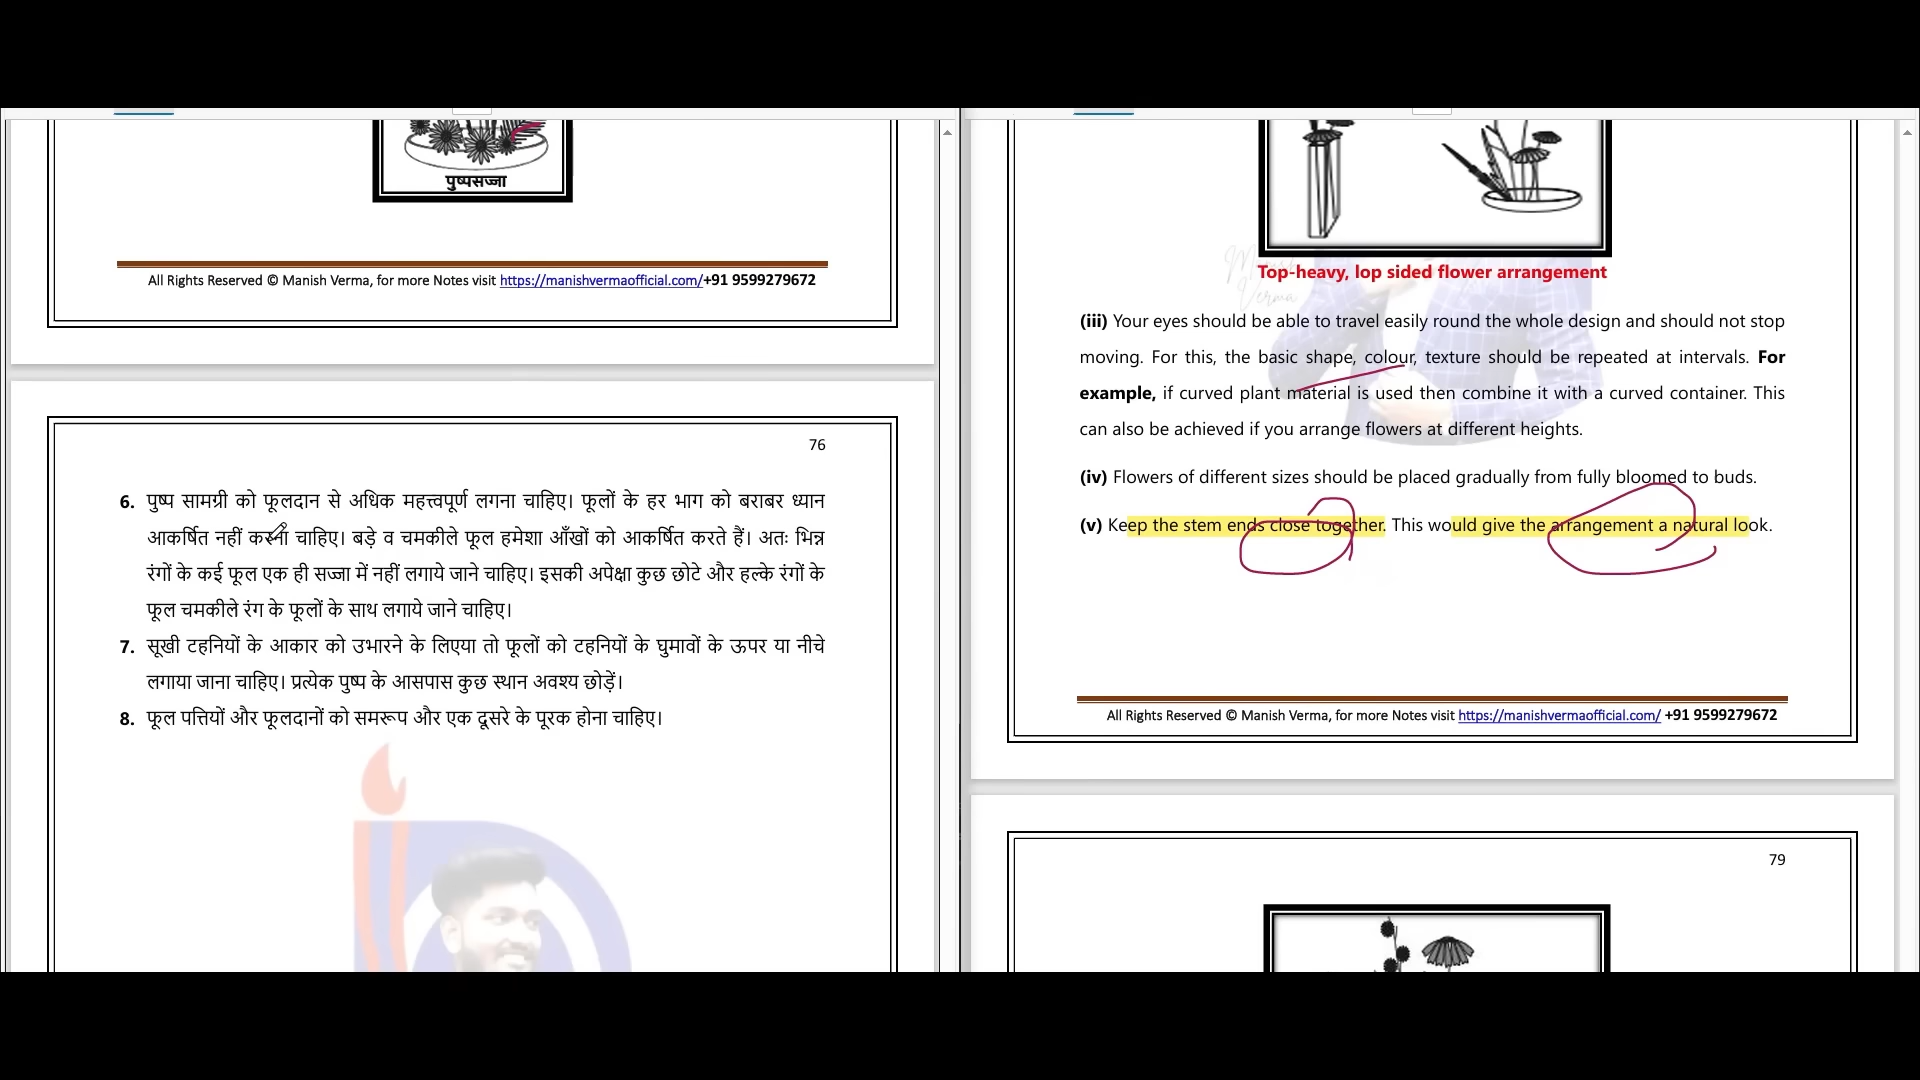 पुष्पसज्जा
All Rights Reserved © Manish Verma, for more Notes visit https://manishvermaofficial.com/+91 9599279672
76
6. पुष्प सामग्री को फूलदान से अधिक महत्त्वपूर्ण लगना चाहिए। फूलों के हर भाग को बराबर ध्यान
आकर्षित नहीं करना चाहिए। बड़े व चमकीले फूल हमेशा आँखों को आकर्षित करते हैं। अतः भिन्न
रंगों के कई फूल एक ही सज्जा में नहीं लगाये जाने चाहिए। इसकी अपेक्षा कुछ छोटे और हल्के रंगों के
फूल चमकीले रंग के फूलों के साथ लगाये जाने चाहिए।
7. सूखी टहनियों के आकार को उभारने के लिएया तो फूलों को टहनियों के घुमावों के ऊपर या नीचे
लगाया जाना चाहिए। प्रत्येक पुष्प के आसपास कुछ स्थान अवश्य छोड़ें।
8. फूल पत्तियों और फूलदानों को समरूप और एक दूसरे के पूरक होना चाहिए।
Top-heavy, lop sided flower arrangement
(iii) Your eyes should be able to travel easily round the whole design and should not stop
moving. For this, the basic shape, colour, texture should be repeated at intervals. For
example, if curved plant material is used then combine it with a curved container. This
can also be achieved if you arrange flowers at different heights.
(iv) Flowers of different sizes should be placed gradually from fully bloomed to buds.
(v) Keep the stem ends close together. This would give the arrangement a natural look.
All Rights Reserved © Manish Verma, for more Notes visit https://manishvermaofficial.com/ +91 9599279672
79